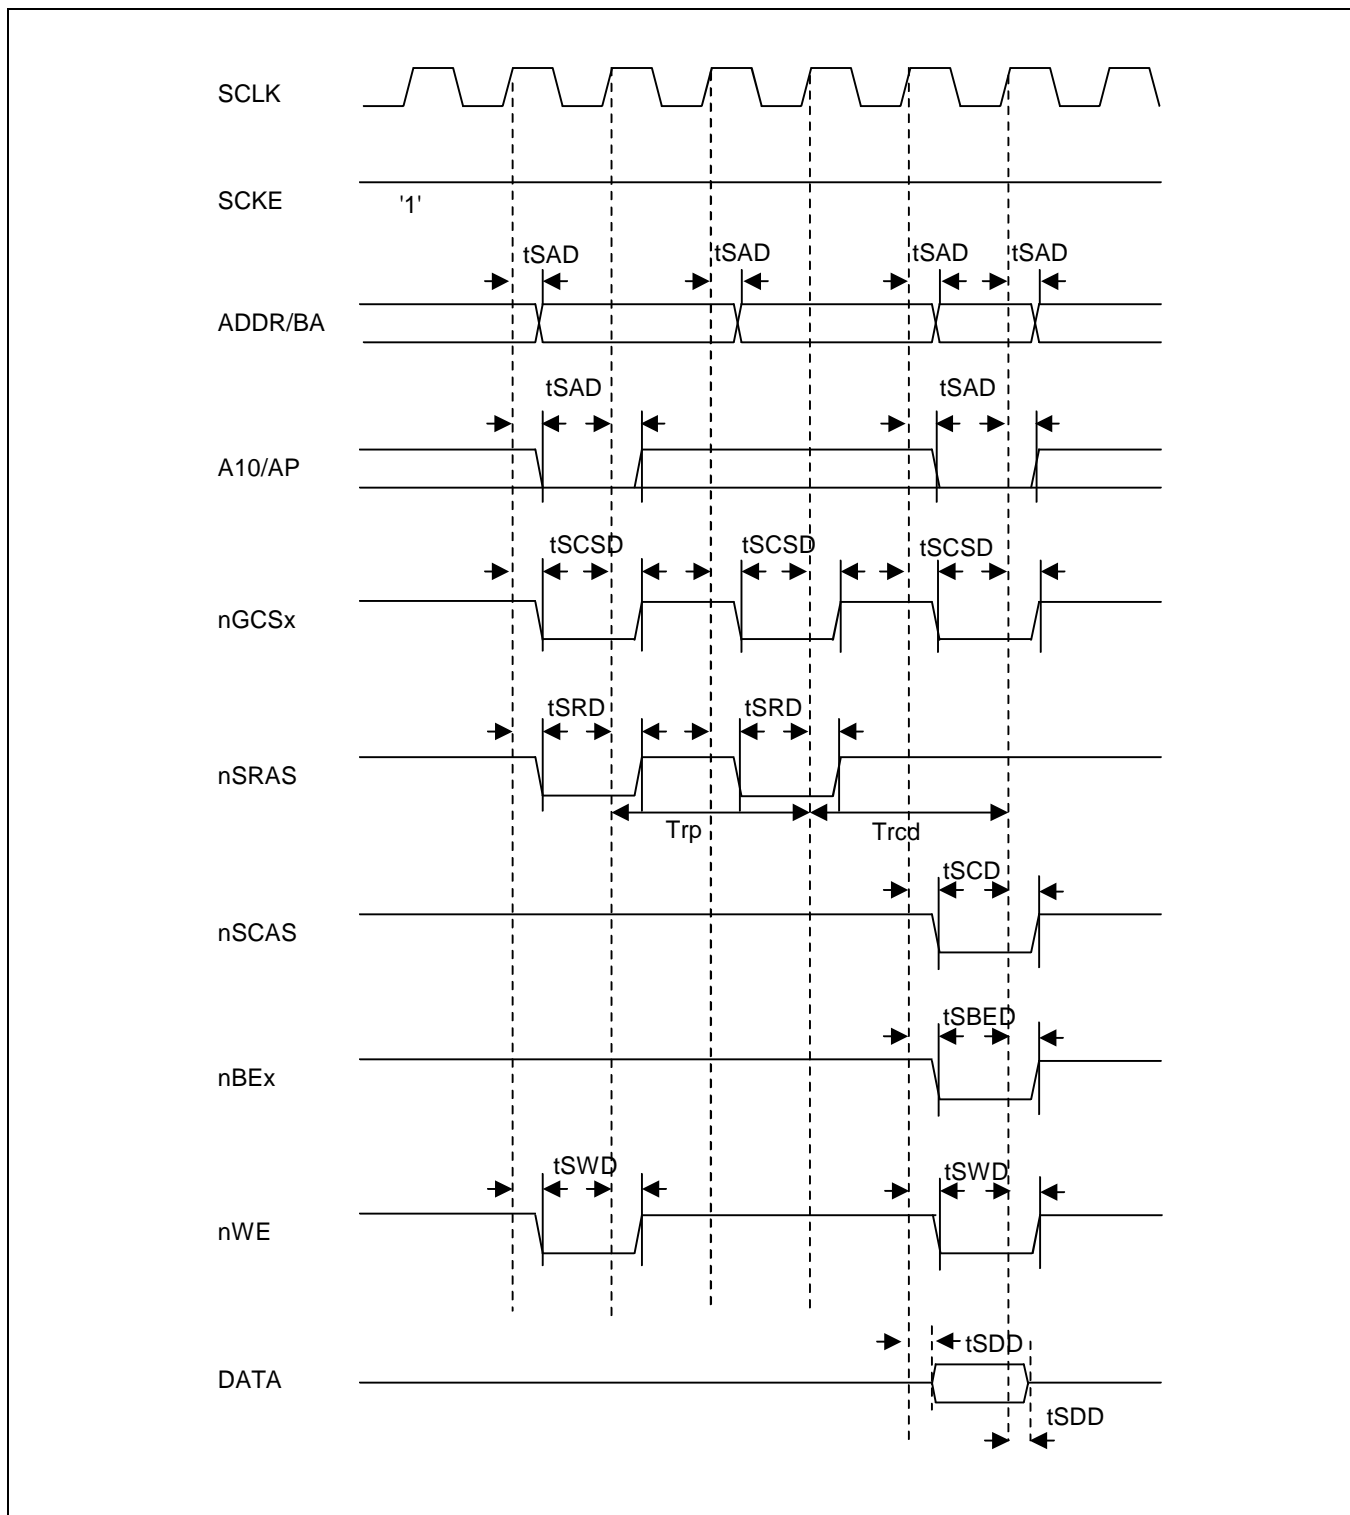 SCLK
SCKE
'1'
tSAD tSAD tSAD tSAD
ADDR/BA
tSAD tSAD
A10/AP
tSCSD tSCSD tSCSD
nGCSx
tSRD tSRD
nSRAS
Trp Trcd
tSCD
nSCAS
tSBED
nBEx
tSWD tSWD
nWE
tSDD
DATA
tSDD